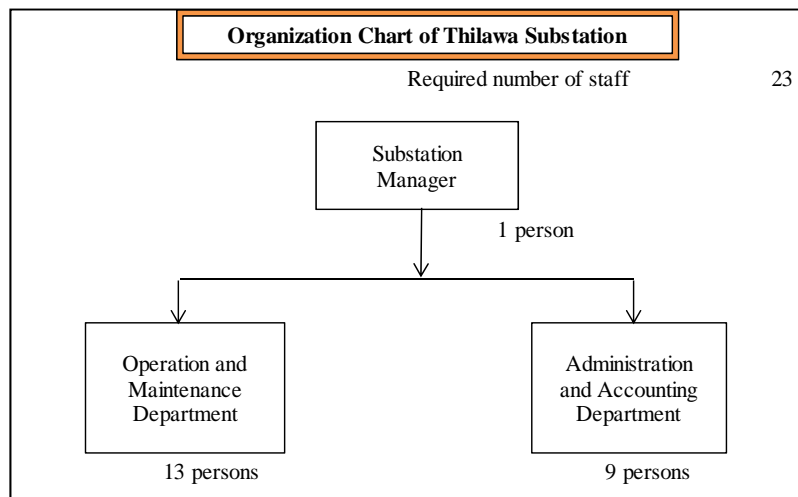 Organization Chart of Thilawa Substation
Required number of staff 23
Substation
Manager
1 person
Operation and
Maintenance
Department
13 persons
Administration
and Accounting
Department
9 persons